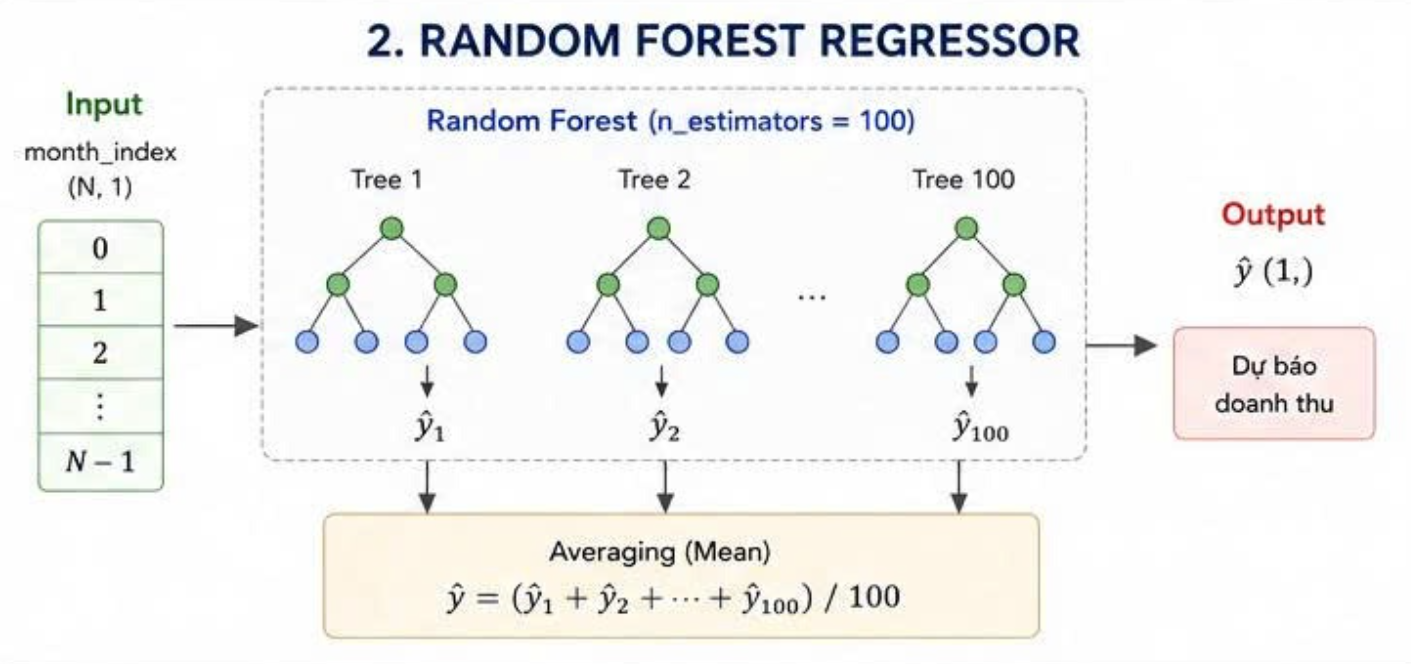 2. RANDOM FOREST REGRESSOR
Input
month_index
(N, 1)
0
1
2
⋮
N − 1
Random Forest (n_estimators = 100)
Tree 1
Tree 2
...
Tree 100
ŷ₁
ŷ₂
ŷ₁₀₀
Averaging (Mean)
ŷ = (ŷ₁ + ŷ₂ + ⋯ + ŷ₁₀₀) / 100
Output
ŷ (1,)
Dự báo
doanh thu